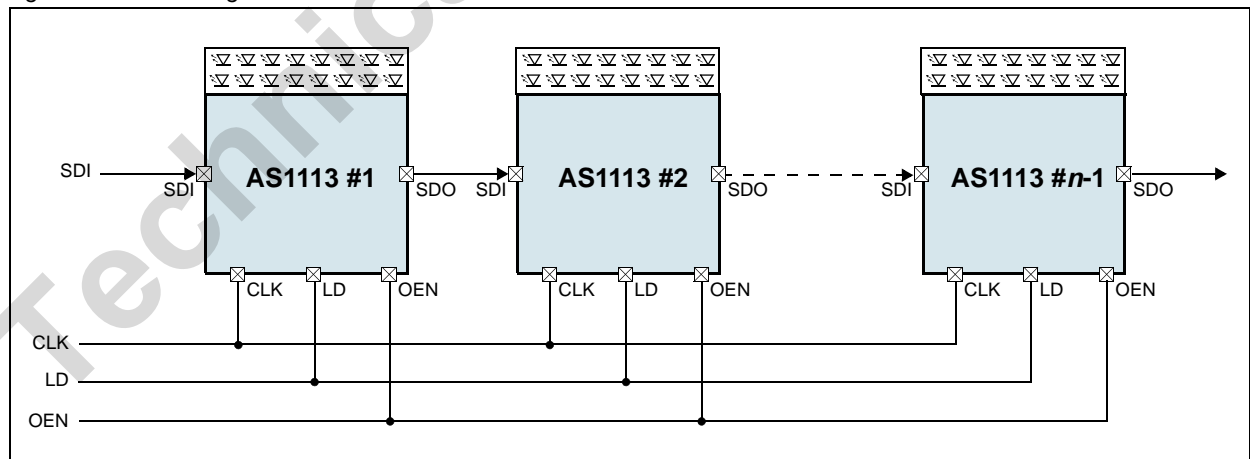 Technic
SDI
SDI
AS1113 #1
SDO
SDI
AS1113 #2
SDO
SDI
AS1113 #n-1
SDO
CLK
LD
OEN
CLK
LD
OEN
CLK
LD
OEN
CLK
LD
OEN